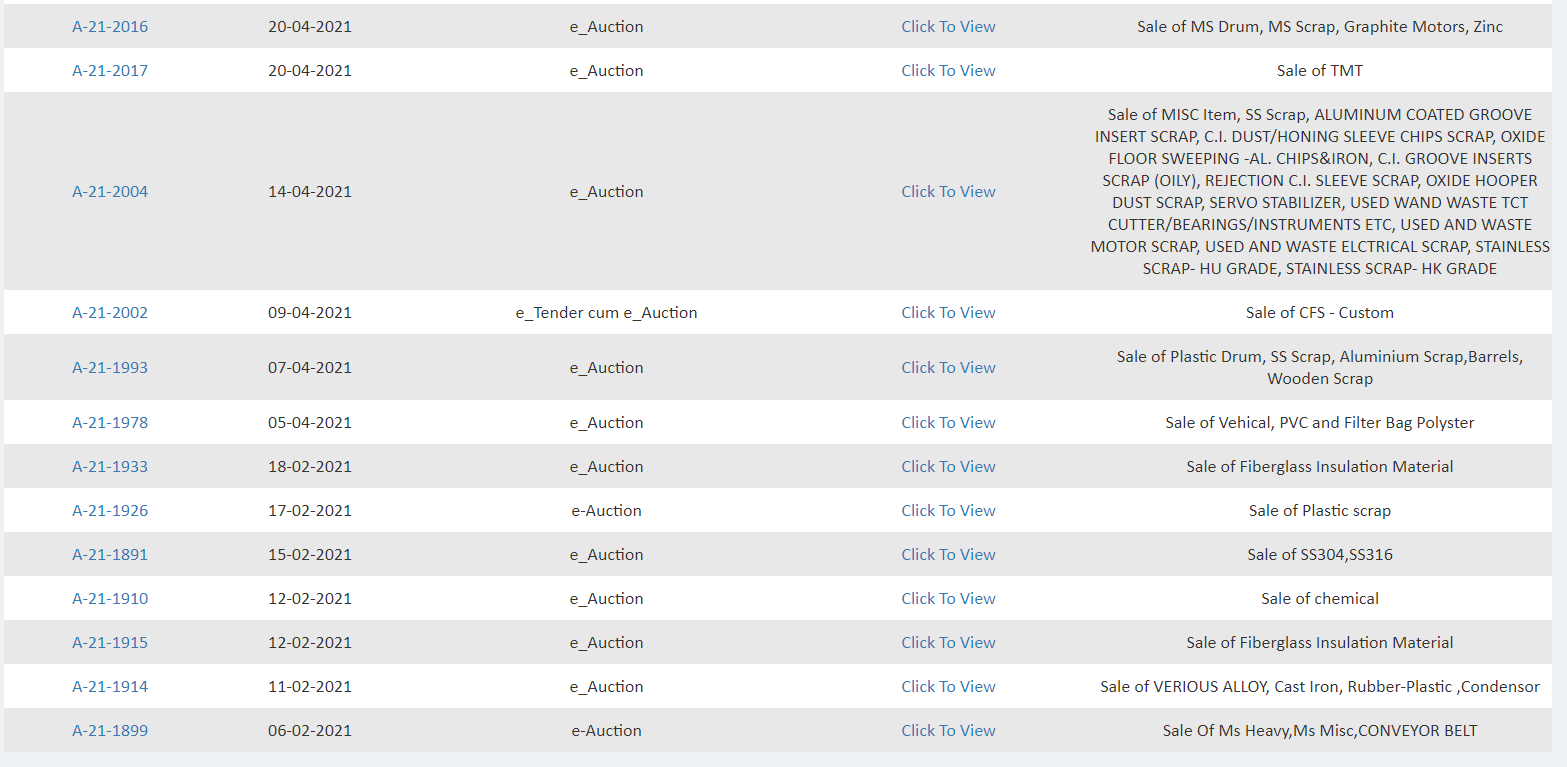 A-21-2016 20-04-2021 e_Auction Click To View Sale of MS Drum, MS Scrap, Graphite Motors, Zinc
A-21-2017 20-04-2021 e_Auction Click To View Sale of TMT
A-21-2004 14-04-2021 e_Auction Click To View Sale of MISC Item, SS Scrap, ALUMINUM COATED GROOVE
INSERT SCRAP, C.I. DUST/HONING SLEEVE CHIPS SCRAP, OXIDE
FLOOR SWEEPING -AL. CHIPS&IRON, C.I. GROOVE INSERTS
SCRAP (OILY), REJECTION C.I. SLEEVE SCRAP, OXIDE HOOPER
DUST SCRAP, SERVO STABILIZER, USED WAND WASTE TCT
CUTTER/BEARINGS/INSTRUMENTS ETC, USED AND WASTE
MOTOR SCRAP, USED AND WASTE ELCTRICAL SCRAP, STAINLESS
SCRAP- HU GRADE, STAINLESS SCRAP- HK GRADE
A-21-2002 09-04-2021 e_Tender cum e_Auction Click To View Sale of CFS - Custom
A-21-1993 07-04-2021 e_Auction Click To View Sale of Plastic Drum, SS Scrap, Aluminium Scrap,Barrels,
Wooden Scrap
A-21-1978 05-04-2021 e_Auction Click To View Sale of Vehical, PVC and Filter Bag Polyster
A-21-1933 18-02-2021 e_Auction Click To View Sale of Fiberglass Insulation Material
A-21-1926 17-02-2021 e-Auction Click To View Sale of Plastic scrap
A-21-1891 15-02-2021 e_Auction Click To View Sale of SS304,SS316
A-21-1910 12-02-2021 e_Auction Click To View Sale of chemical
A-21-1915 12-02-2021 e_Auction Click To View Sale of Fiberglass Insulation Material
A-21-1914 11-02-2021 e_Auction Click To View Sale of VERIOUS ALLOY, Cast Iron, Rubber-Plastic ,Condensor
A-21-1899 06-02-2021 e-Auction Click To View Sale Of Ms Heavy,Ms Misc,CONVEYOR BELT